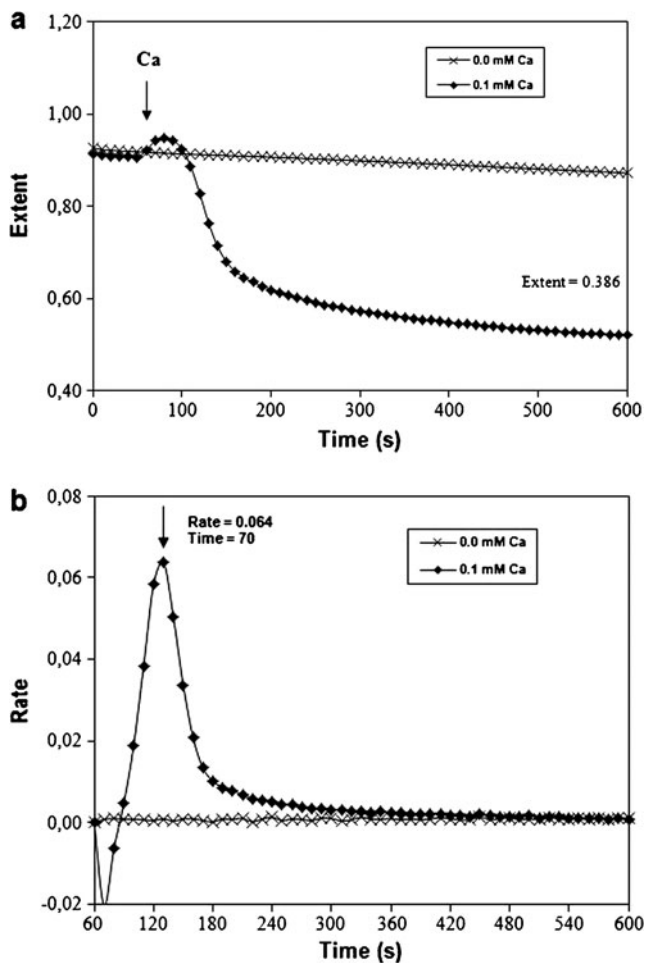 a
1,20
1,00
0,80
0,60
0,40
Extent
Ca
0.0 mM Ca
0.1 mM Ca
Extent = 0.386
0
100
200
300
400
500
600
Time (s)
b
0,08
0,06
0,04
0,02
0,00
-0,02
Rate
Rate = 0.064
Time = 70
0.0 mM Ca
0.1 mM Ca
60
120
180
240
300
360
420
480
540
600
Time (s)